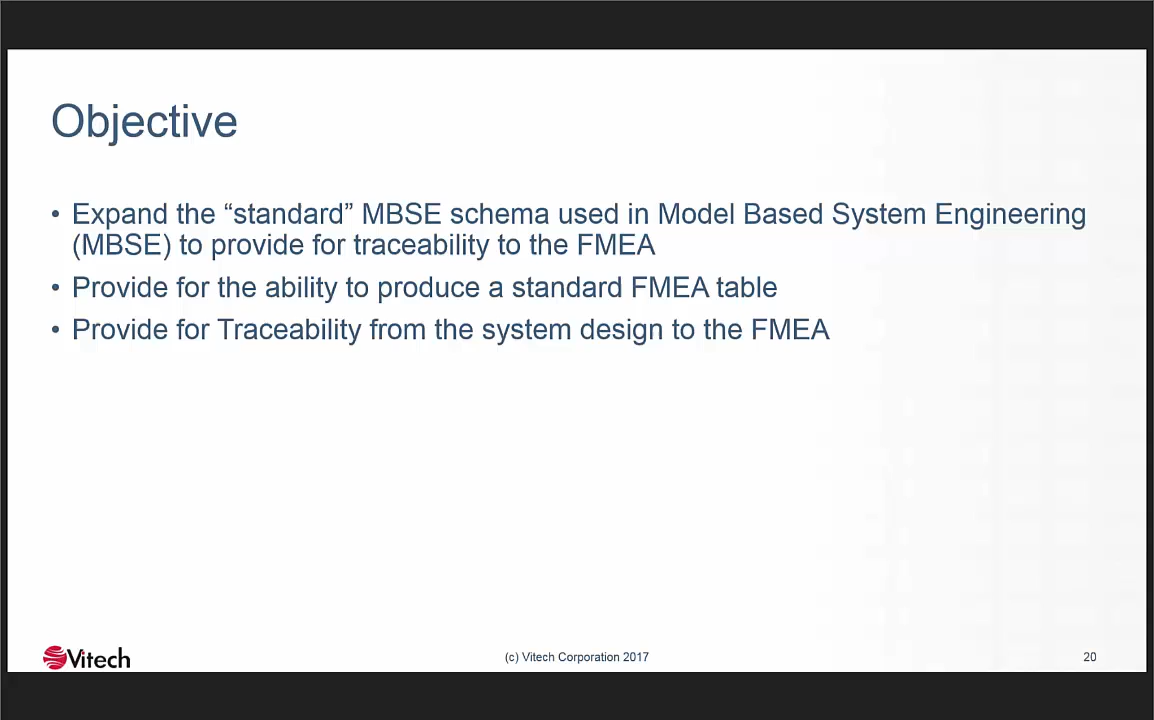 Objective
• Expand the “standard” MBSE schema used in Model Based System Engineering
(MBSE) to provide for traceability to the FMEA
• Provide for the ability to produce a standard FMEA table
• Provide for Traceability from the system design to the FMEA
Vitech
(c) Vitech Corporation 2017
20